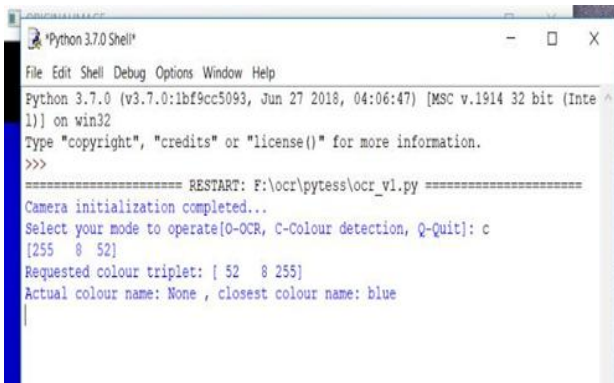 ORIGINAL IMAGE
*Python 3.7.0 Shell*
File Edit Shell Debug Options Window Help
Python 3.7.0 (v3.7.0:1bf9cc5093, Jun 27 2018, 04:06:47) [MSC v.1914 32 bit (Inte
l)] on win32
Type "copyright", "credits" or "license()" for more information.
>>>
====================== RESTART: F:\ocr\pytess\ocr_v1.py ======================
Camera initialization completed...
Select your mode to operate[O-OCR, C-Colour detection, Q-Quit]: c
[255   8  52]
Requested colour triplet: [ 52   8 255]
Actual colour name: None , closest colour name: blue